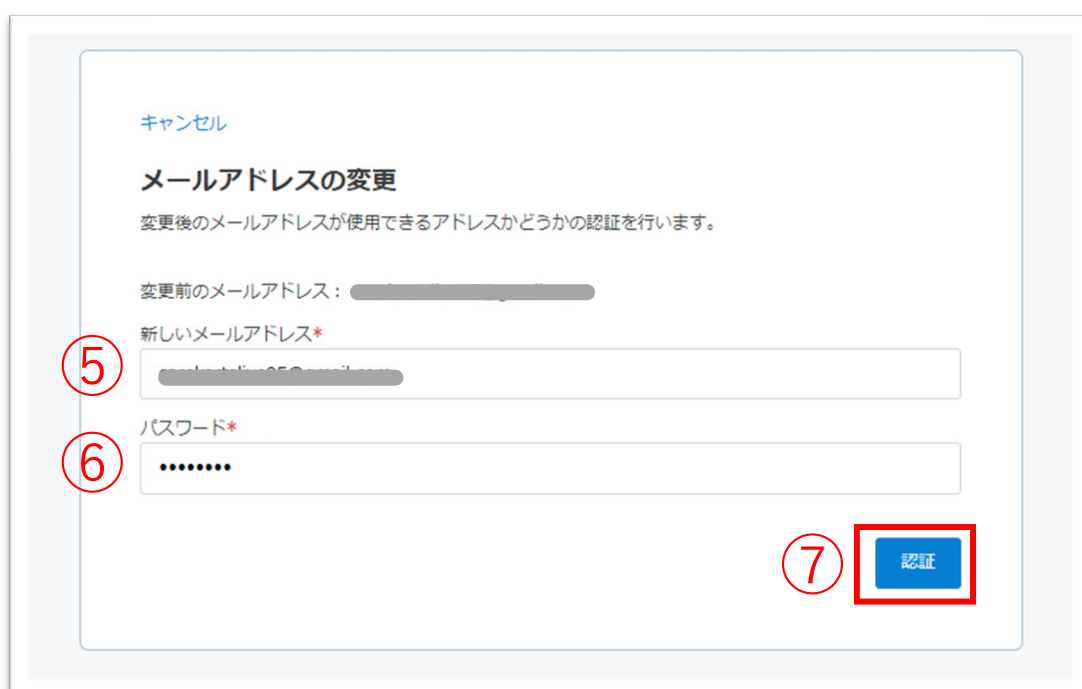 キャンセル
メールアドレスの変更
変更後のメールアドレスが使用できるアドレスかどうかの認証を行います。
変更前のメールアドレス：
新しいメールアドレス*
⑤
パスワード*
⑥ ••••••••
⑦ 認証